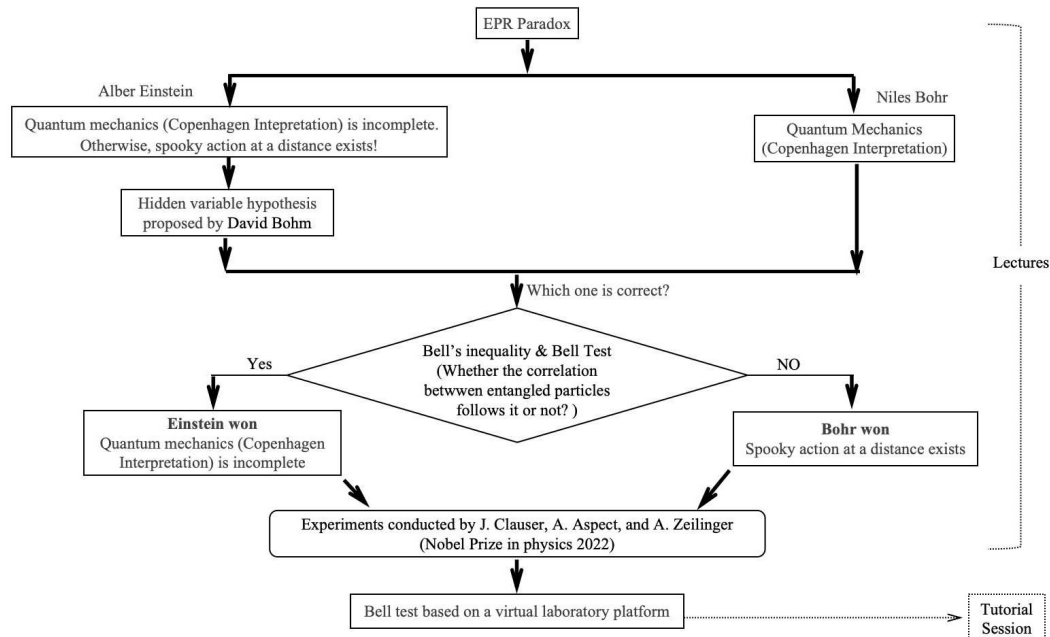 EPR Paradox
Alber Einstein
Niles Bohr
Quantum mechanics (Copenhagen Intepretation) is incomplete.
Otherwise, spooky action at a distance exists!
Quantum Mechanics
(Copenhagen Interpretation)
Hidden variable hypothesis
proposed by David Bohm
Lectures
Which one is correct?
Yes
Bell’s inequality & Bell Test
(Whether the correlation
betwwen entangled particles
follows it or not? )
NO
Einstein won
Quantum mechanics (Copenhagen
Interpretation) is incomplete
Bohr won
Spooky action at a distance exists
Experiments conducted by J. Clauser, A. Aspect, and A. Zeilinger
(Nobel Prize in physics 2022)
Bell test based on a virtual laboratory platform
Tutorial
Session